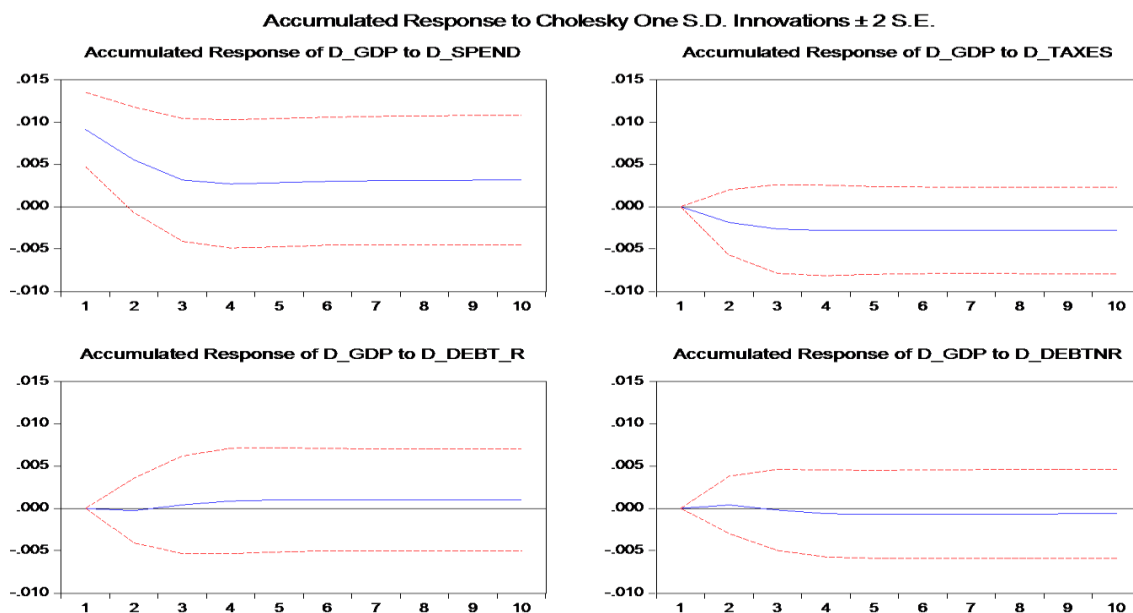 Accumulated Response to Cholesky One S.D. Innovations ± 2 S.E.
Accumulated Response of D_GDP to D_SPEND
.015
.010
.005
.000
-.005
-.010
1 2 3 4 5 6 7 8 9 10
Accumulated Response of D_GDP to D_TAXES
.015
.010
.005
.000
-.005
-.010
1 2 3 4 5 6 7 8 9 10
Accumulated Response of D_GDP to D_DEBT_R
.015
.010
.005
.000
-.005
-.010
1 2 3 4 5 6 7 8 9 10
Accumulated Response of D_GDP to D_DEBTNR
.015
.010
.005
.000
-.005
-.010
1 2 3 4 5 6 7 8 9 10